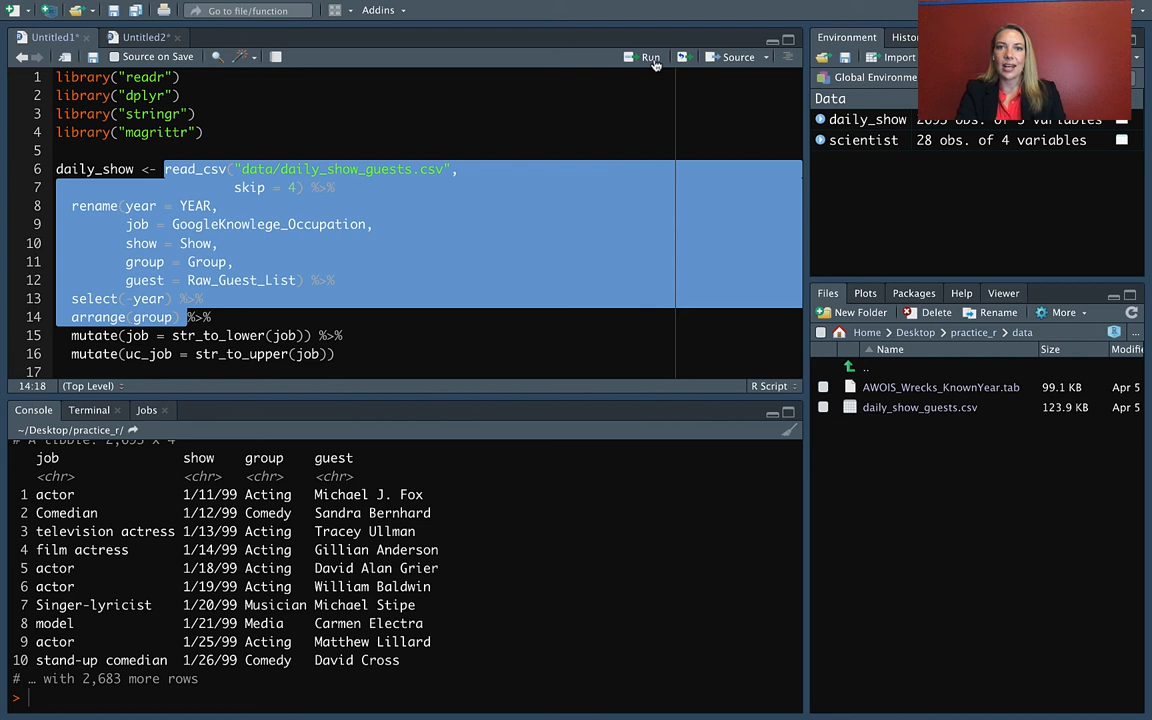 Go to file/function
Addins
Untitled1*
Untitled2*
Source on Save
Run
Source
1 library("readr")
2 library("dplyr")
3 library("stringr")
4 library("magrittr")
5
6 daily_show <- read_csv("data/daily_show_guests.csv",
7 skip = 4) %>%
8 rename(year = YEAR,
9 job = GoogleKnowlege_Occupation,
10 show = Show,
11 group = Group,
12 guest = Raw_Guest_List) %>%
13 select(-year) %>%
14 arrange(group) %>%
15 mutate(job = str_to_lower(job)) %>%
16 mutate(uc_job = str_to_upper(job))
17
14:18 (Top Level) R Script
Console Terminal Jobs
~/Desktop/practice_r/
# A tibble: 2,693 x 4
job show group guest
<chr> <chr> <chr> <chr>
1 actor 1/11/99 Acting Michael J. Fox
2 Comedian 1/12/99 Comedy Sandra Bernhard
3 television actress 1/13/99 Acting Tracey Ullman
4 film actress 1/14/99 Acting Gillian Anderson
5 actor 1/18/99 Acting David Alan Grier
6 actor 1/19/99 Acting William Baldwin
7 Singer-lyricist 1/20/99 Musician Michael Stipe
8 model 1/21/99 Media Carmen Electra
9 actor 1/25/99 Acting Matthew Lillard
10 stand-up comedian 1/26/99 Comedy David Cross
# … with 2,683 more rows
>
Environment Histo
Import
Global Environme
Data
daily_show 2693 obs. of 5 variables
scientist 28 obs. of 4 variables
Files Plots Packages Help Viewer
New Folder Delete Rename More
Home Desktop practice_r data ...
Name Size Modifie
..
AWOIS_Wrecks_KnownYear.tab 99.1 KB Apr 5
daily_show_guests.csv 123.9 KB Apr 5